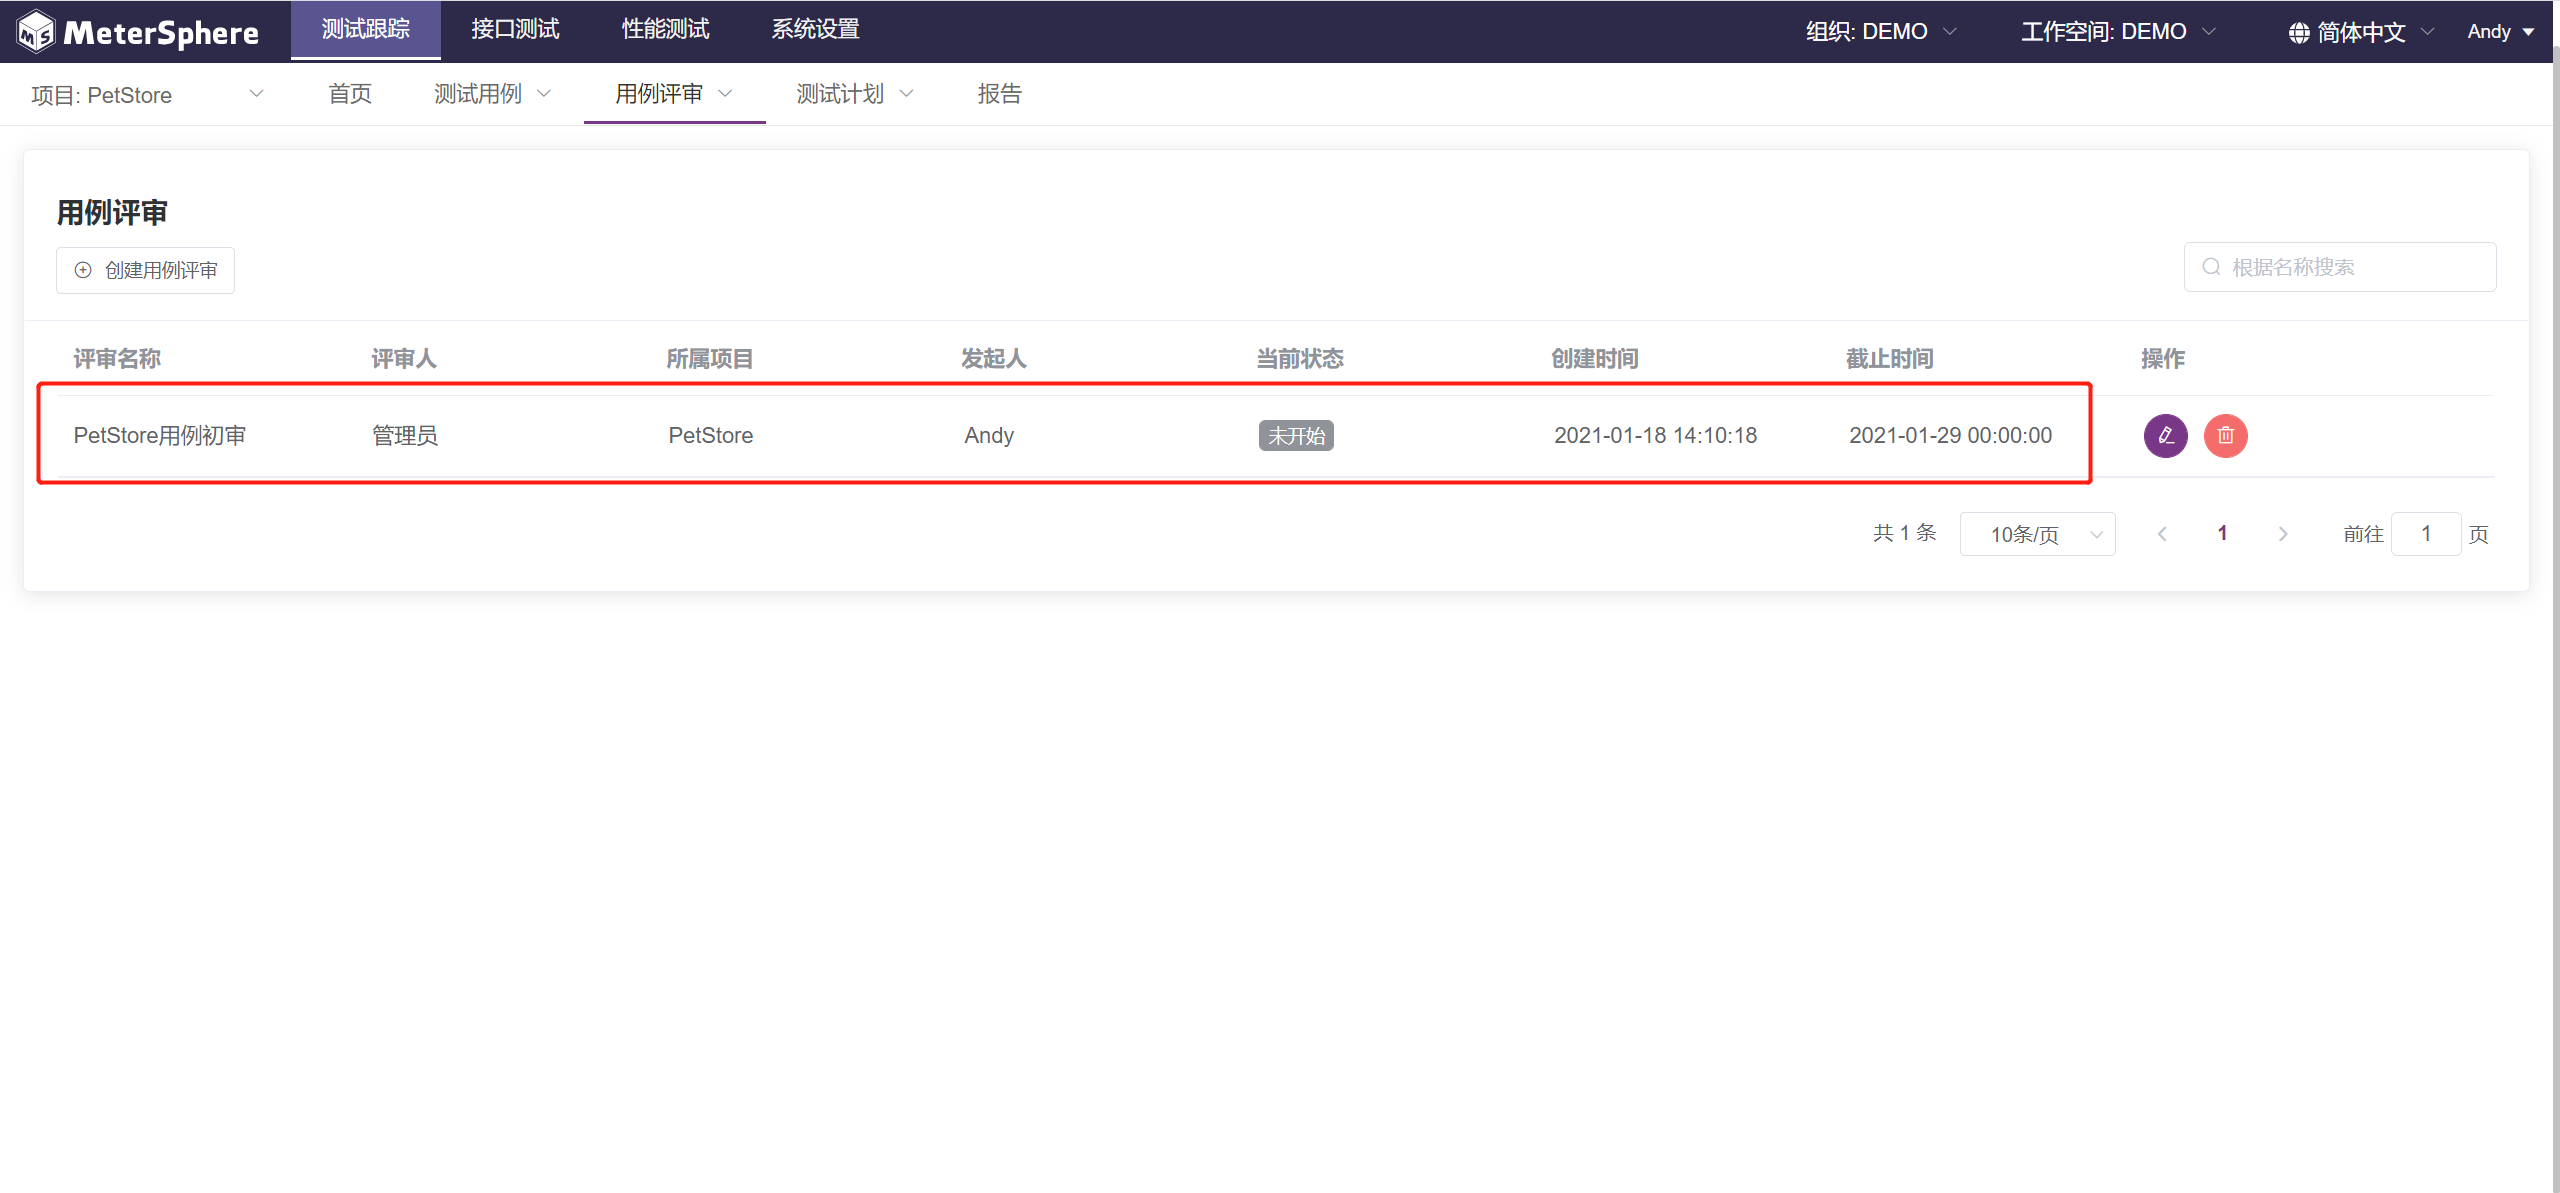 MS MeterSphere 测试跟踪 接口测试 性能测试 系统设置 组织: DEMO 工作空间: DEMO 简体中文 Andy
项目: PetStore 首页 测试用例 用例评审 测试计划 报告
用例评审
创建用例评审 根据名称搜索
评审名称 评审人 所属项目 发起人 当前状态 创建时间 截止时间 操作
PetStore用例初审 管理员 PetStore Andy 未开始 2021-01-18 14:10:18 2021-01-29 00:00:00
共 1 条 10条/页 1 前往 1 页